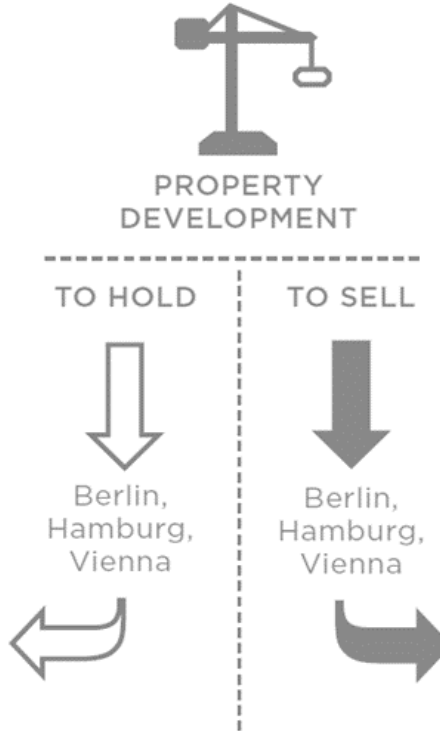 PROPERTY
DEVELOPMENT
TO HOLD
TO SELL
Berlin,
Hamburg,
Vienna
Berlin,
Hamburg,
Vienna